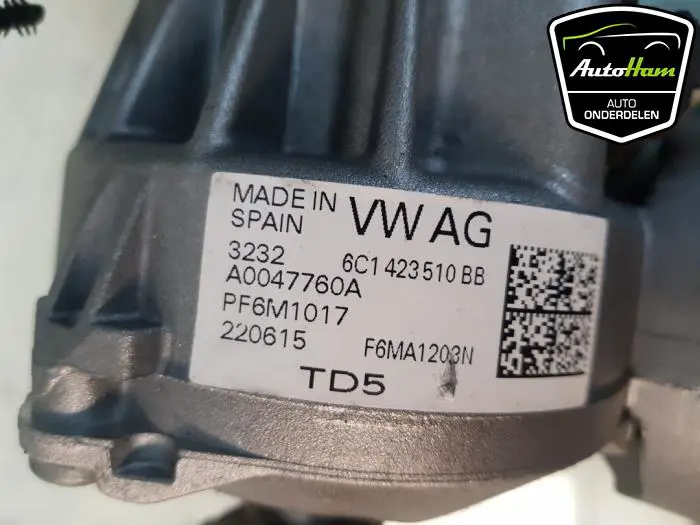 AutoHam
AUTO
ONDERDELEN
MADE IN
SPAIN
VW AG
3232
6C1 423 510 BB
A0047760A
PF6M1017
220615
F6MA1203N
TD5